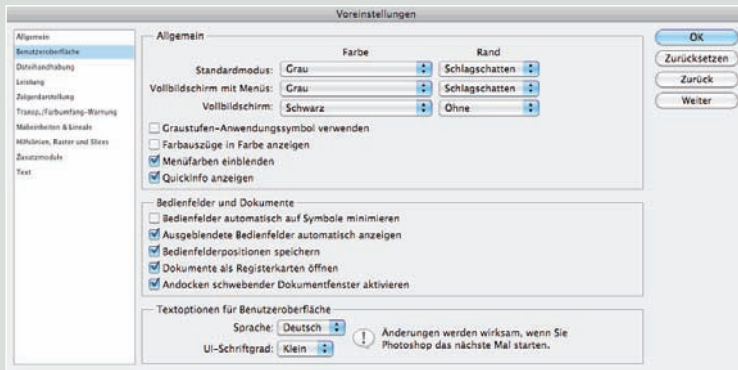 Voreinstellungen
Allgemein
Benutzeroberfläche
Dateihandhabung
Leistung
Zeigerdarstellung
Transp./Farbumfang-Warnung
Maßeinheiten & Lineale
Hilfslinien, Raster und Slices
Zusatzmodule
Text
Allgemein
Farbe Rand
Standardmodus: Grau Schlagschatten
Vollbildschirm mit Menüs: Grau Schlagschatten
Vollbildschirm: Schwarz Ohne
Graustufen-Anwendungssymbol verwenden
Farbauszüge in Farbe anzeigen
Menüfarben einblenden
QuickInfo anzeigen
Bedienfelder und Dokumente
Bedienfelder automatisch auf Symbole minimieren
Ausgeblendete Bedienfelder automatisch anzeigen
Bedienfelderpositionen speichern
Dokumente als Registerkarten öffnen
Andocken schwebender Dokumentfenster aktivieren
Textoptionen für Benutzeroberfläche
Sprache: Deutsch
UI-Schriftgrad: Klein
! Änderungen werden wirksam, wenn Sie
Photoshop das nächste Mal starten.
OK
Zurücksetzen
Zurück
Weiter